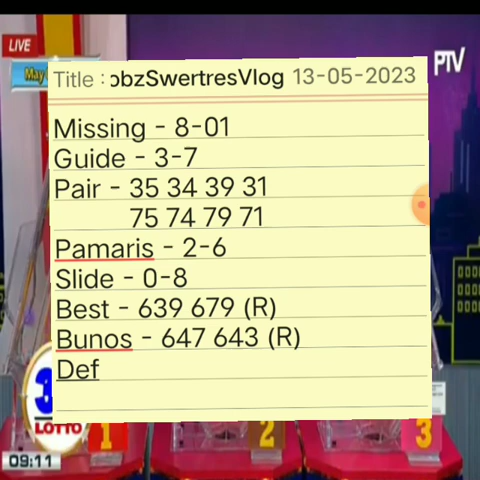 LIVE
PTV
May
Title : obzSwertresVlog 13-05-2023
Missing - 8-01
Guide - 3-7
Pair - 35 34 39 31
75 74 79 71
Pamaris - 2-6
Slide - 0-8
Best - 639 679 (R)
Bunos - 647 643 (R)
Def
3
LOTTO
1
2
3
09:11